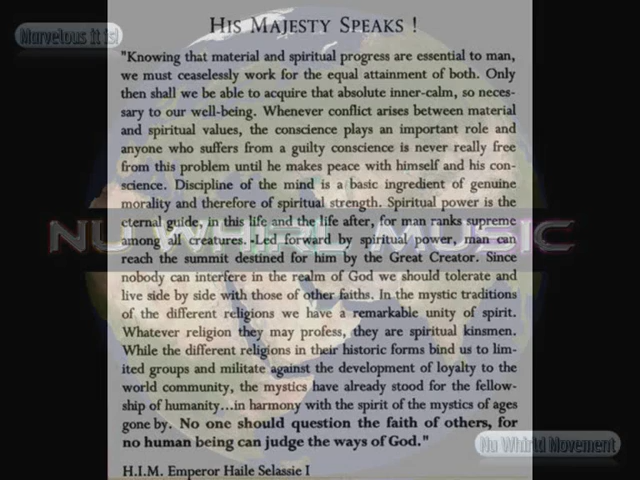 Marvelous it is!
HIS MAJESTY SPEAKS !
"Knowing that material and spiritual progress are essential to man,
we must ceaselessly work for the equal attainment of both. Only
then shall we be able to acquire that absolute inner-calm, so neces-
sary to our well-being. Whenever conflict arises between material
and spiritual values, the conscience plays an important role and
anyone who suffers from a guilty conscience is never really free
from this problem until he makes peace with himself and his con-
science. Discipline of the mind is a basic ingredient of genuine
morality and therefore of spiritual strength. Spiritual power is the
eternal guide, in this life and the life after, for man ranks supreme
NU WHIRL MUSIC
among all creatures. Led forward by spiritual power, man can
reach the summit destined for him by the Great Creator. Since
nobody can interfere in the realm of God we should tolerate and
live side by side with those of other faiths. In the mystic traditions
of the different religions we have a remarkable unity of spirit.
Whatever religion they may profess, they are spiritual kinsmen.
While the different religions in their historic forms bind us to lim-
ited groups and militate against the development of loyalty to the
world community, the mystics have already stood for the fellow-
ship of humanity...in harmony with the spirit of the mystics of ages
gone by. No one should question the faith of others, for
no human being can judge the ways of God."
Nu Whirld Movement
H.I.M. Emperor Haile Selassie I